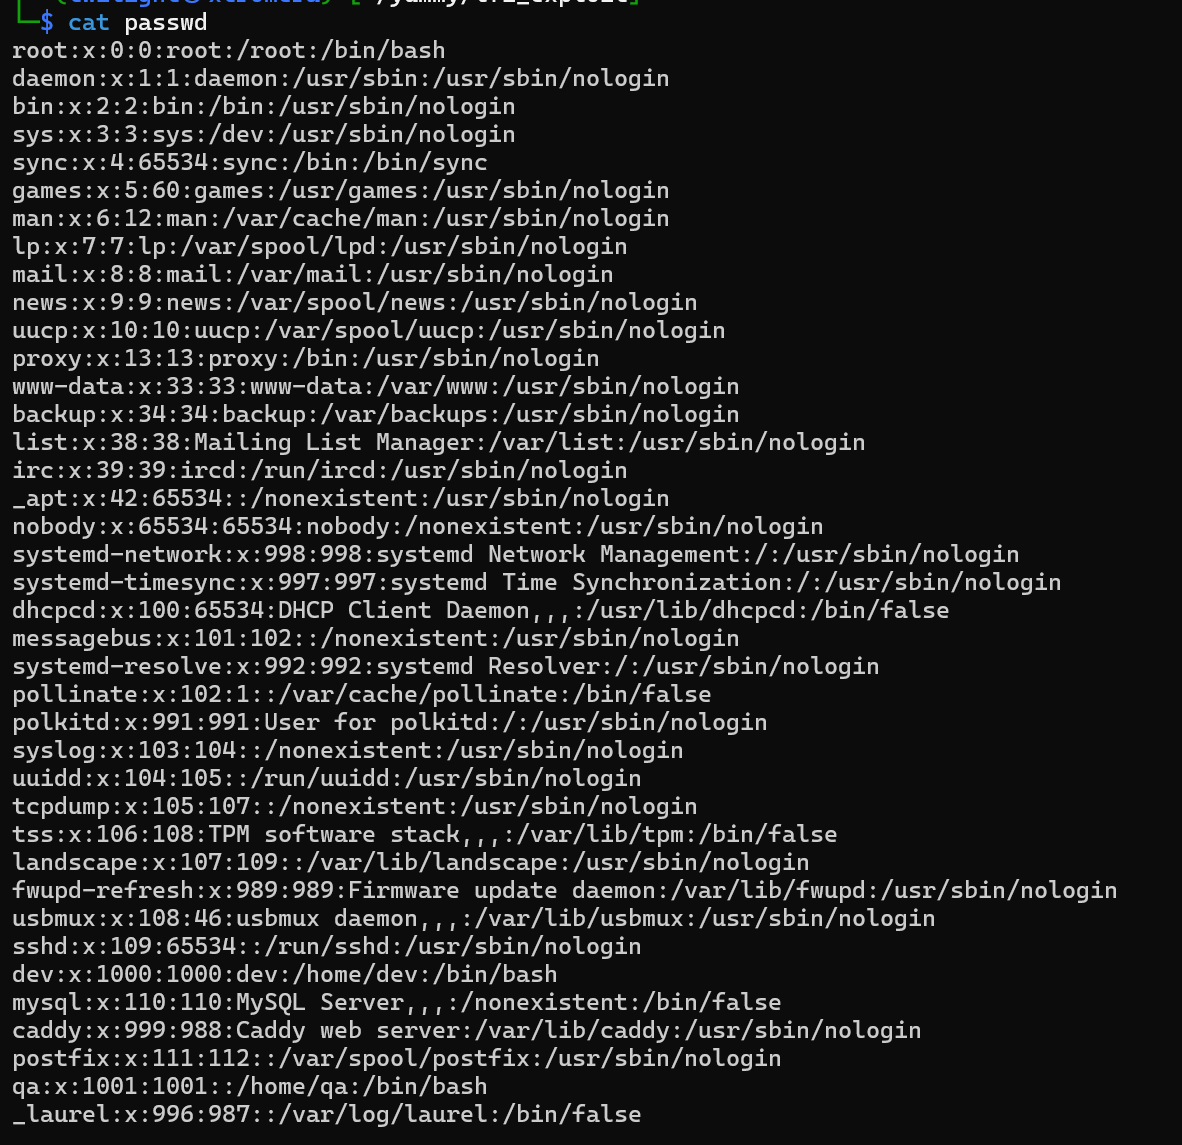 └─$ cat passwd
root:x:0:0:root:/root:/bin/bash
daemon:x:1:1:daemon:/usr/sbin:/usr/sbin/nologin
bin:x:2:2:bin:/bin:/usr/sbin/nologin
sys:x:3:3:sys:/dev:/usr/sbin/nologin
sync:x:4:65534:sync:/bin:/bin/sync
games:x:5:60:games:/usr/games:/usr/sbin/nologin
man:x:6:12:man:/var/cache/man:/usr/sbin/nologin
lp:x:7:7:lp:/var/spool/lpd:/usr/sbin/nologin
mail:x:8:8:mail:/var/mail:/usr/sbin/nologin
news:x:9:9:news:/var/spool/news:/usr/sbin/nologin
uucp:x:10:10:uucp:/var/spool/uucp:/usr/sbin/nologin
proxy:x:13:13:proxy:/bin:/usr/sbin/nologin
www-data:x:33:33:www-data:/var/www:/usr/sbin/nologin
backup:x:34:34:backup:/var/backups:/usr/sbin/nologin
list:x:38:38:Mailing List Manager:/var/list:/usr/sbin/nologin
irc:x:39:39:ircd:/run/ircd:/usr/sbin/nologin
_apt:x:42:65534::/nonexistent:/usr/sbin/nologin
nobody:x:65534:65534:nobody:/nonexistent:/usr/sbin/nologin
systemd-network:x:998:998:systemd Network Management:/:/usr/sbin/nologin
systemd-timesync:x:997:997:systemd Time Synchronization:/:/usr/sbin/nologin
dhcpcd:x:100:65534:DHCP Client Daemon,,,:/usr/lib/dhcpcd:/bin/false
messagebus:x:101:102::/nonexistent:/usr/sbin/nologin
systemd-resolve:x:992:992:systemd Resolver:/:/usr/sbin/nologin
pollinate:x:102:1::/var/cache/pollinate:/bin/false
polkitd:x:991:991:User for polkitd:/:/usr/sbin/nologin
syslog:x:103:104::/nonexistent:/usr/sbin/nologin
uuidd:x:104:105::/run/uuidd:/usr/sbin/nologin
tcpdump:x:105:107::/nonexistent:/usr/sbin/nologin
tss:x:106:108:TPM software stack,,,:/var/lib/tpm:/bin/false
landscape:x:107:109::/var/lib/landscape:/usr/sbin/nologin
fwupd-refresh:x:989:989:Firmware update daemon:/var/lib/fwupd:/usr/sbin/nologin
usbmux:x:108:46:usbmux daemon,,,:/var/lib/usbmux:/usr/sbin/nologin
sshd:x:109:65534::/run/sshd:/usr/sbin/nologin
dev:x:1000:1000:dev:/home/dev:/bin/bash
mysql:x:110:110:MySQL Server,,,:/nonexistent:/bin/false
caddy:x:999:988:Caddy web server:/var/lib/caddy:/usr/sbin/nologin
postfix:x:111:112::/var/spool/postfix:/usr/sbin/nologin
qa:x:1001:1001::/home/qa:/bin/bash
_laurel:x:996:987::/var/log/laurel:/bin/false